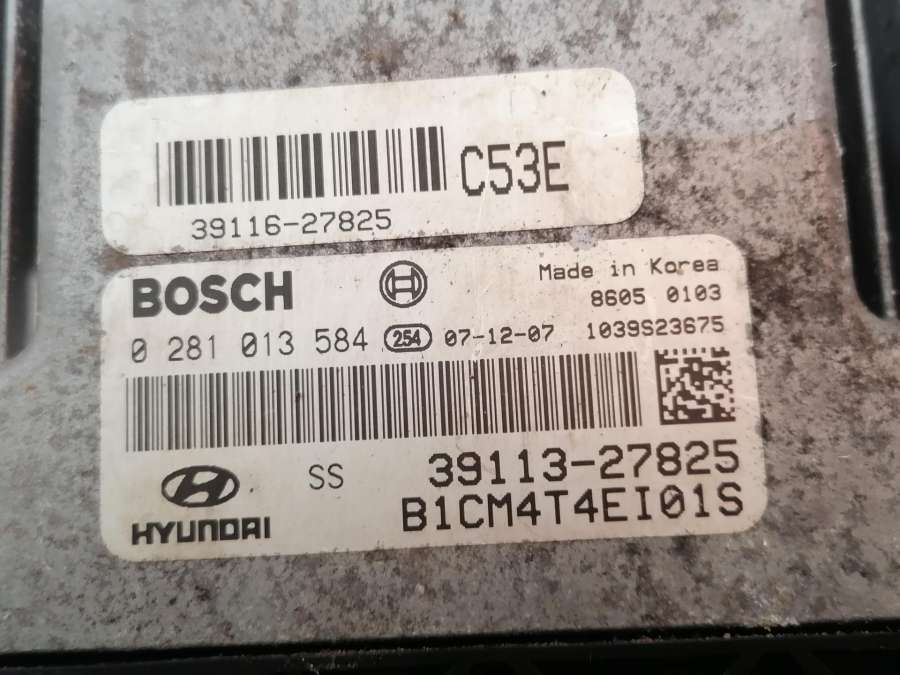 C53E
39116-27825
BOSCH
Made in Korea
8605 0103
0 281 013 584 254 07-12-07 1039S23675
SS
39113-27825
HYUNDAI
B1CM4T4EI01S